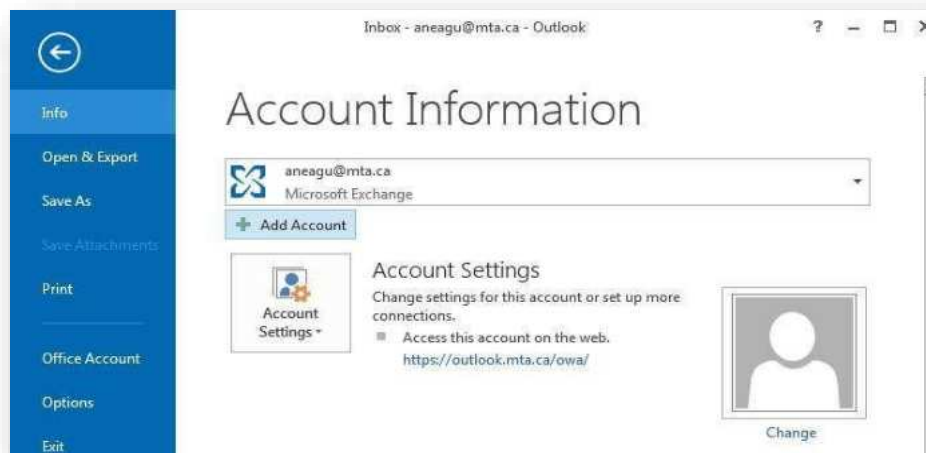 Inbox - aneagu@mta.ca - Outlook
?
Info
Open & Export
Save As
Save Attachments
Print
Office Account
Options
Exit
Account Information
aneagu@mta.ca
Microsoft Exchange
Add Account
Account
Settings
Account Settings
Change settings for this account or set up more
connections.
Access this account on the web.
https://outlook.mta.ca/owa/
Change